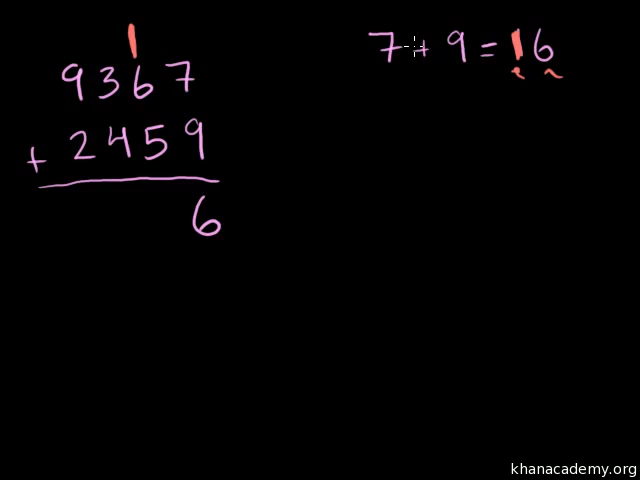 1
9367
+ 2459
6
7 + 9 = 16
khanacademy.org